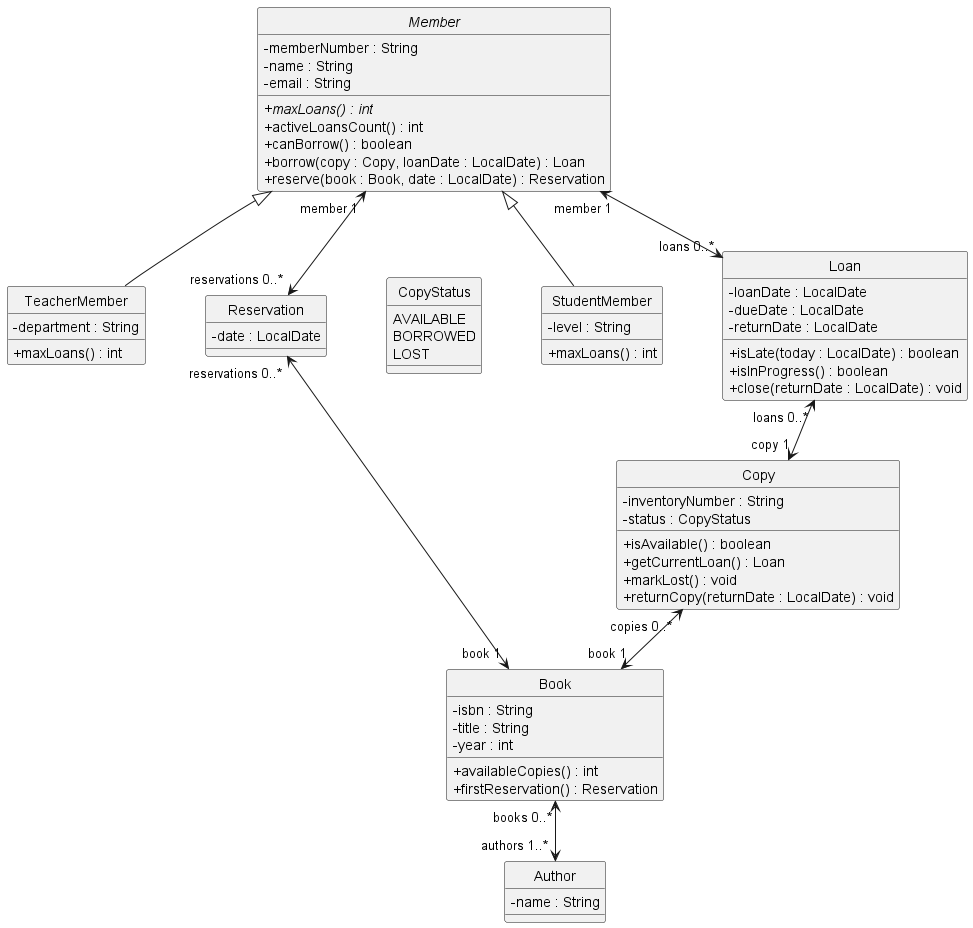 Member
-memberNumber : String
-name : String
-email : String
+maxLoans() : int
+activeLoansCount() : int
+canBorrow() : boolean
+borrow(copy : Copy, loanDate : LocalDate) : Loan
+reserve(book : Book, date : LocalDate) : Reservation
member 1
member 1
loans 0..*
reservations 0..*
TeacherMember
-department : String
+maxLoans() : int
Reservation
-date : LocalDate
reservations 0..*
CopyStatus
AVAILABLE
BORROWED
LOST
StudentMember
-level : String
+maxLoans() : int
Loan
-loanDate : LocalDate
-dueDate : LocalDate
-returnDate : LocalDate
+isLate(today : LocalDate) : boolean
+isInProgress() : boolean
+close(returnDate : LocalDate) : void
loans 0..*
copy 1
Copy
-inventoryNumber : String
-status : CopyStatus
+isAvailable() : boolean
+getCurrentLoan() : Loan
+markLost() : void
+returnCopy(returnDate : LocalDate) : void
copies 0..*
book 1
book 1
Book
-isbn : String
-title : String
-year : int
+availableCopies() : int
+firstReservation() : Reservation
books 0..*
authors 1..*
Author
-name : String